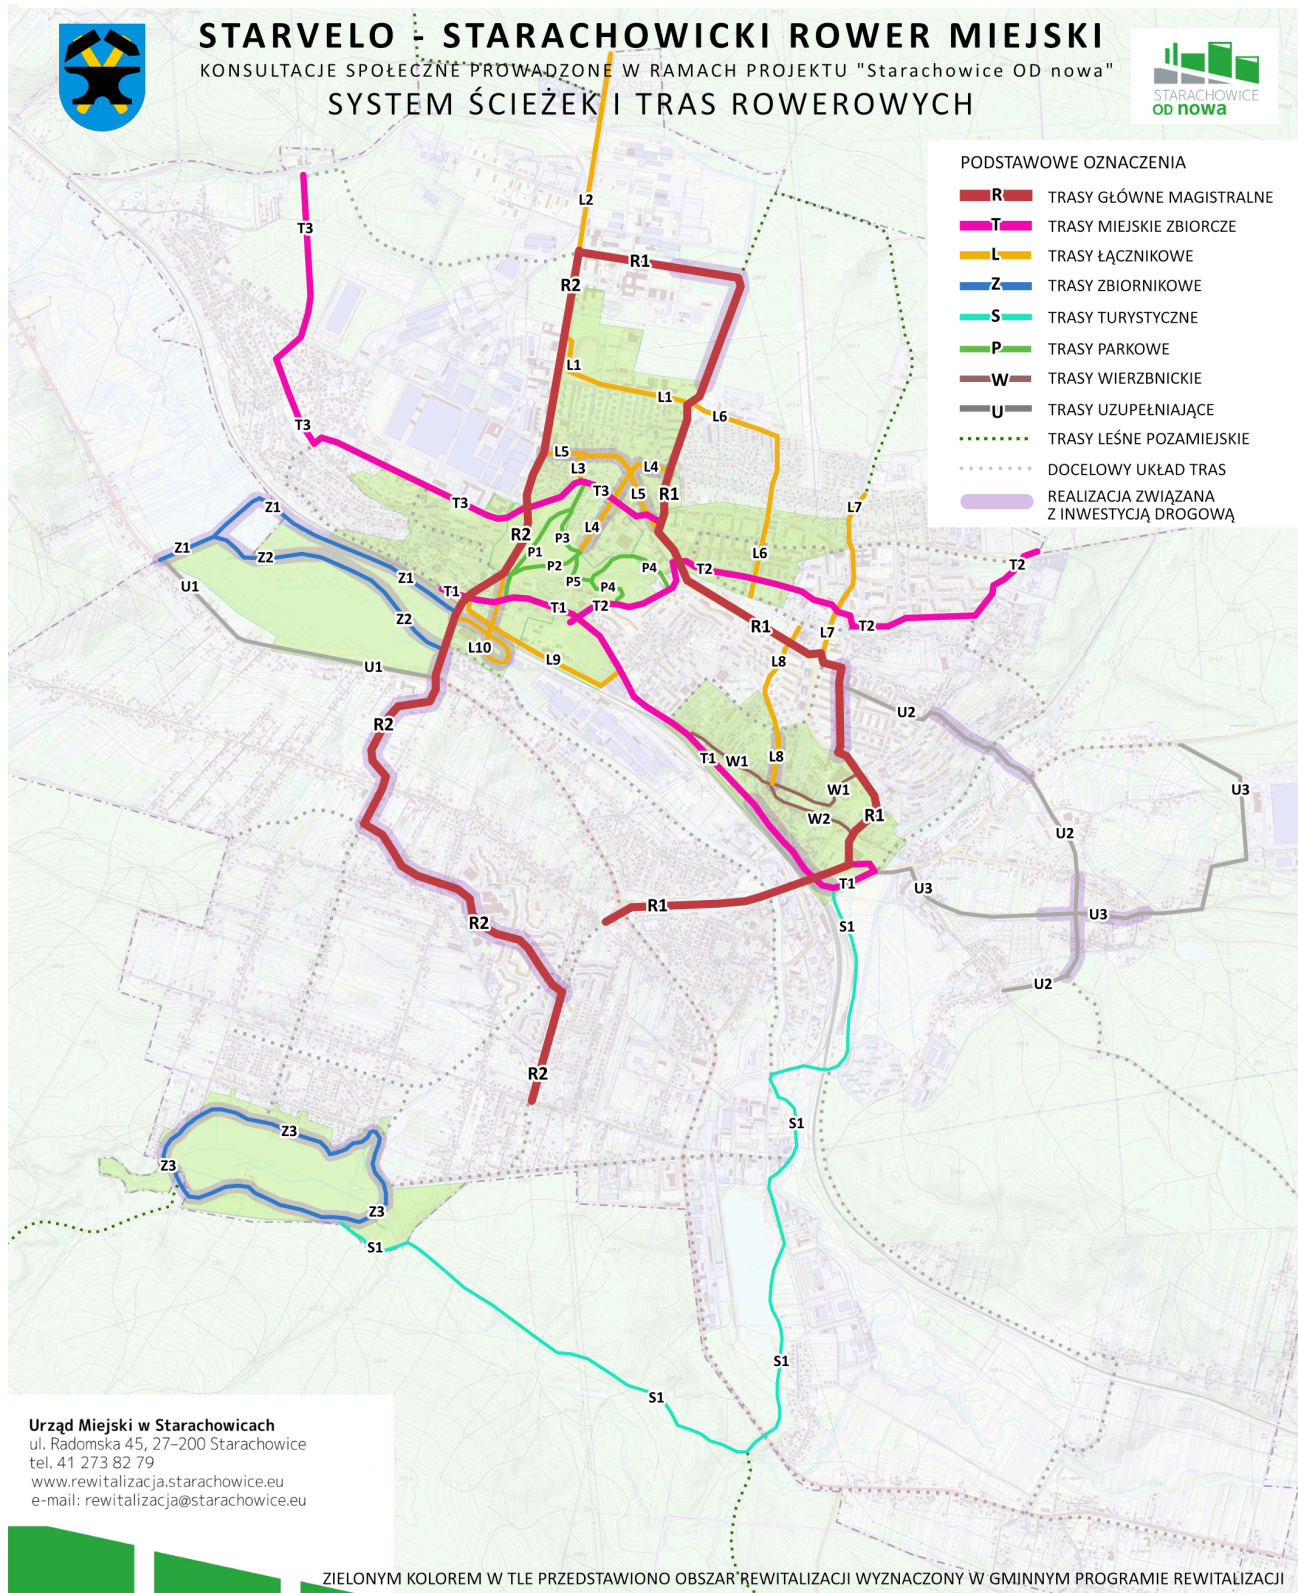 STARVELO - STARACHOWICKI ROWER MIEJSKI
KONSULTACJE SPOŁECZNE PROWADZONE W RAMACH PROJEKTU "Starachowice OD nowa"
SYSTEM ŚCIEŻEK I TRAS ROWEROWYCH
STARACHOWICE
OD nowa
PODSTAWOWE OZNACZENIA
R TRASY GŁÓWNE MAGISTRALNE
T TRASY MIEJSKIE ZBIORCZE
L TRASY ŁĄCZNIKOWE
Z TRASY ZBIORNIKOWE
S TRASY TURYSTYCZNE
P TRASY PARKOWE
W TRASY WIERZBNICKIE
U TRASY UZUPEŁNIAJĄCE
TRASY LEŚNE POZAMIEJSKIE
DOCELOWY UKŁAD TRAS
REALIZACJA ZWIĄZANA
Z INWESTYCJĄ DROGOWĄ
L2
T3
R1
R2
L1
L1
L6
T3
L5
L3
L4
T3
L5
R1
T3
L7
Z1
L4
R2
P3
Z1
P1
L6
Z2
P2
P4
T2
T2
Z1
P5
P4
U1
T1
T1
T2
Z2
R1
T2
L7
L10
L9
L8
U1
U2
R2
L8
T1
W1
W1
U3
R1
W2
U2
T1
U3
R1
U3
R2
S1
U2
R2
S1
Z3
Z3
Z3
S1
S1
S1
Urząd Miejski w Starachowicach
ul. Radomska 45, 27–200 Starachowice
tel. 41 273 82 79
www.rewitalizacja.starachowice.eu
e-mail: rewitalizacja@starachowice.eu
ZIELONYM KOLOREM W TLE PRZEDSTAWIONO OBSZAR REWITALIZACJI WYZNACZONY W GMINNYM PROGRAMIE REWITALIZACJI